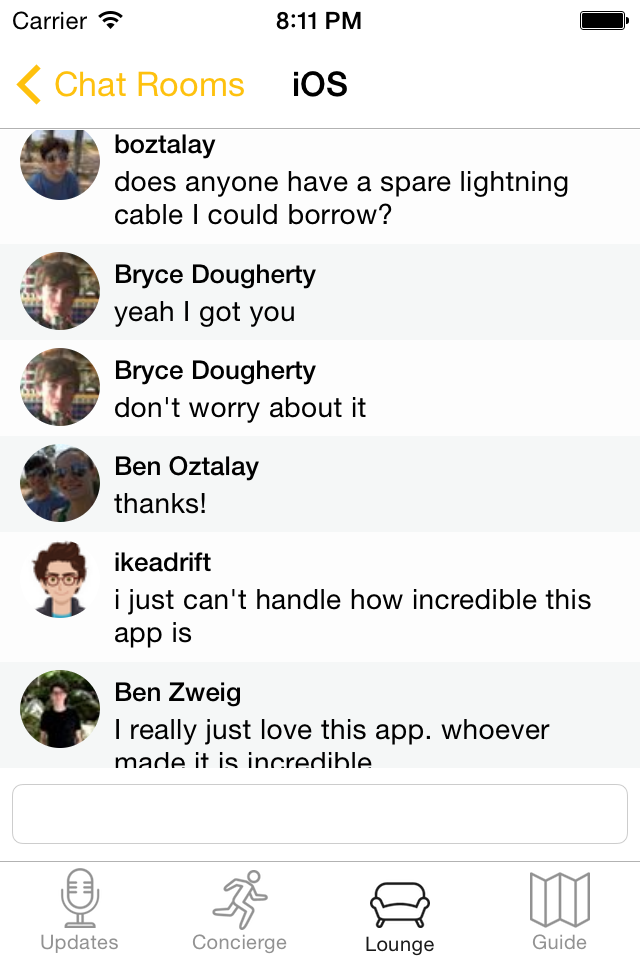 Carrier 8:11 PM
Chat Rooms iOS
boztalay
does anyone have a spare lightning
cable I could borrow?
Bryce Dougherty
yeah I got you
Bryce Dougherty
don't worry about it
Ben Oztalay
thanks!
ikeadrift
i just can't handle how incredible this
app is
Ben Zweig
I really just love this app. whoever
made it is incredible
Updates Concierge Lounge Guide